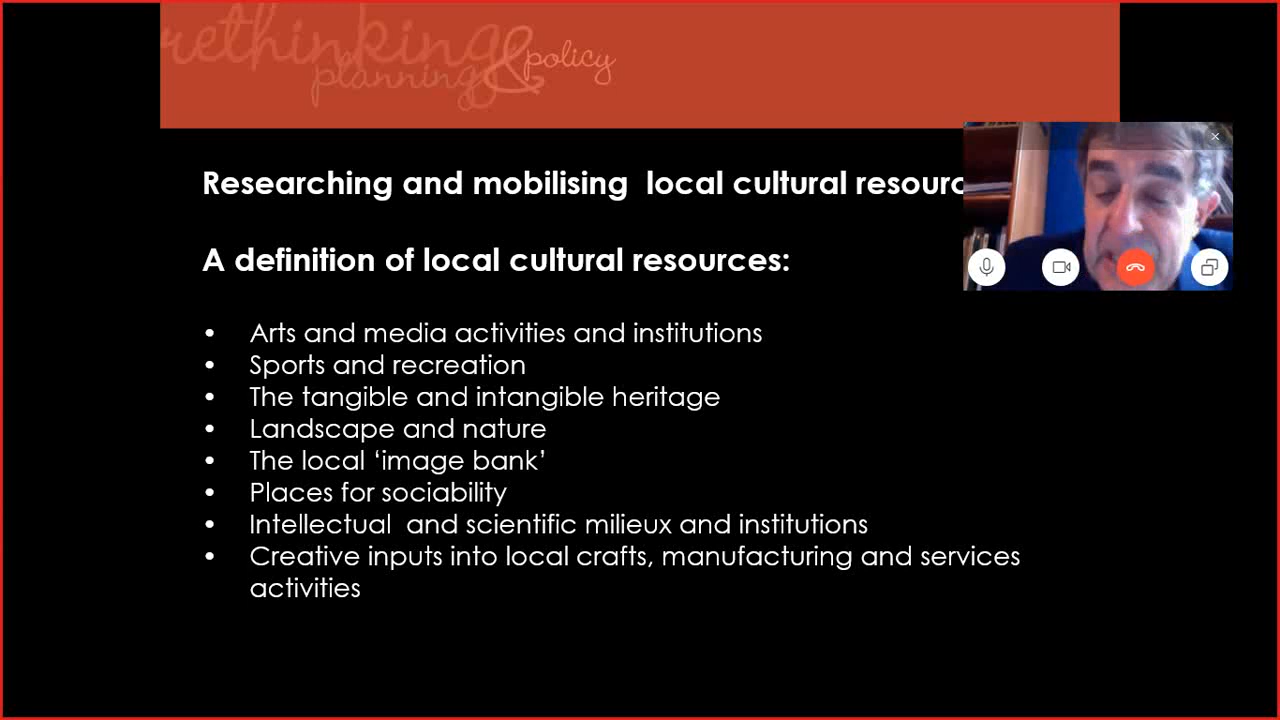 rethinking
planning & policy
Researching and mobilising local cultural
A definition of local cultural resources:
• Arts and media activities and institutions
• Sports and recreation
• The tangible and intangible heritage
• Landscape and nature
• The local ‘image bank’
• Places for sociability
• Intellectual and scientific milieux and institutions
• Creative inputs into local crafts, manufacturing and services
activities